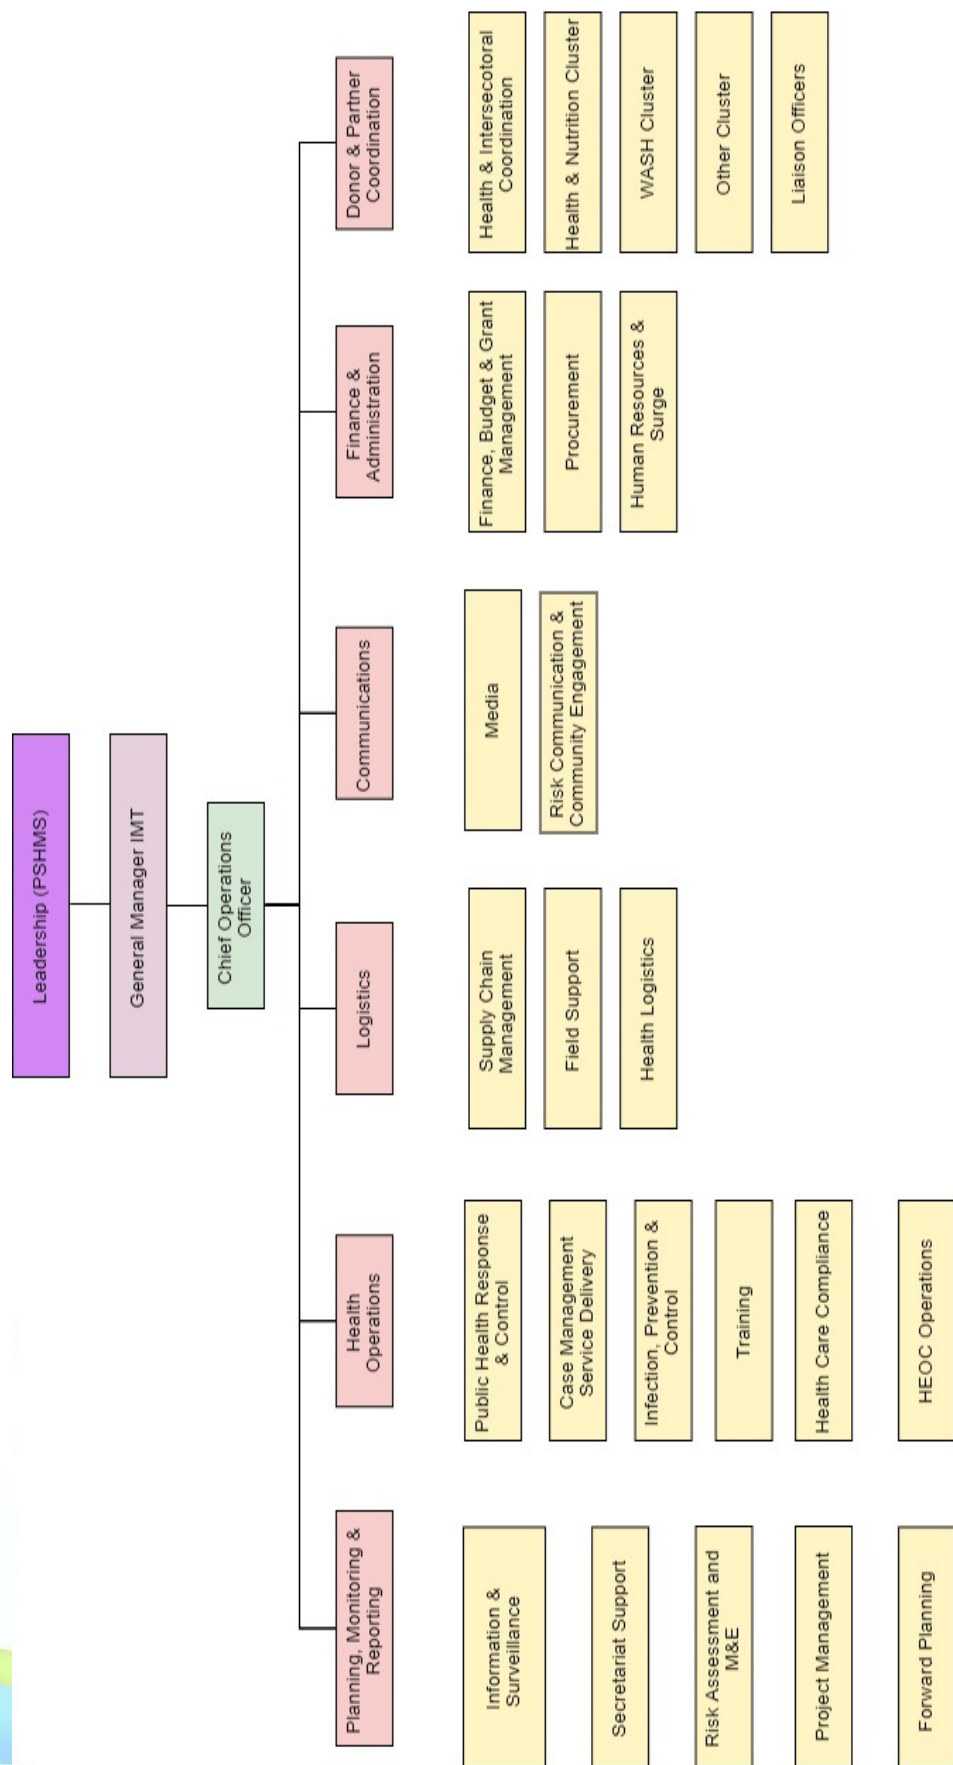 Leadership (PSHMS)
General Manager IMT
Chief Operations
Officer
Planning, Monitoring &
Reporting
Health
Operations
Logistics
Communications
Finance &
Administration
Donor & Partner
Coordination
Information &
Surveillance
Secretariat Support
Risk Assessment and
M&E
Project Management
Forward Planning
Public Health Response
& Control
Case Management
Service Delivery
Infection, Prevention &
Control
Training
Health Care Compliance
HEOC Operations
Supply Chain
Management
Field Support
Health Logistics
Media
Risk Communication &
Community Engagement
Finance, Budget & Grant
Management
Procurement
Human Resources &
Surge
Health & Intersecotoral
Coordination
Health & Nutrition Cluster
WASH Cluster
Other Cluster
Liaison Officers